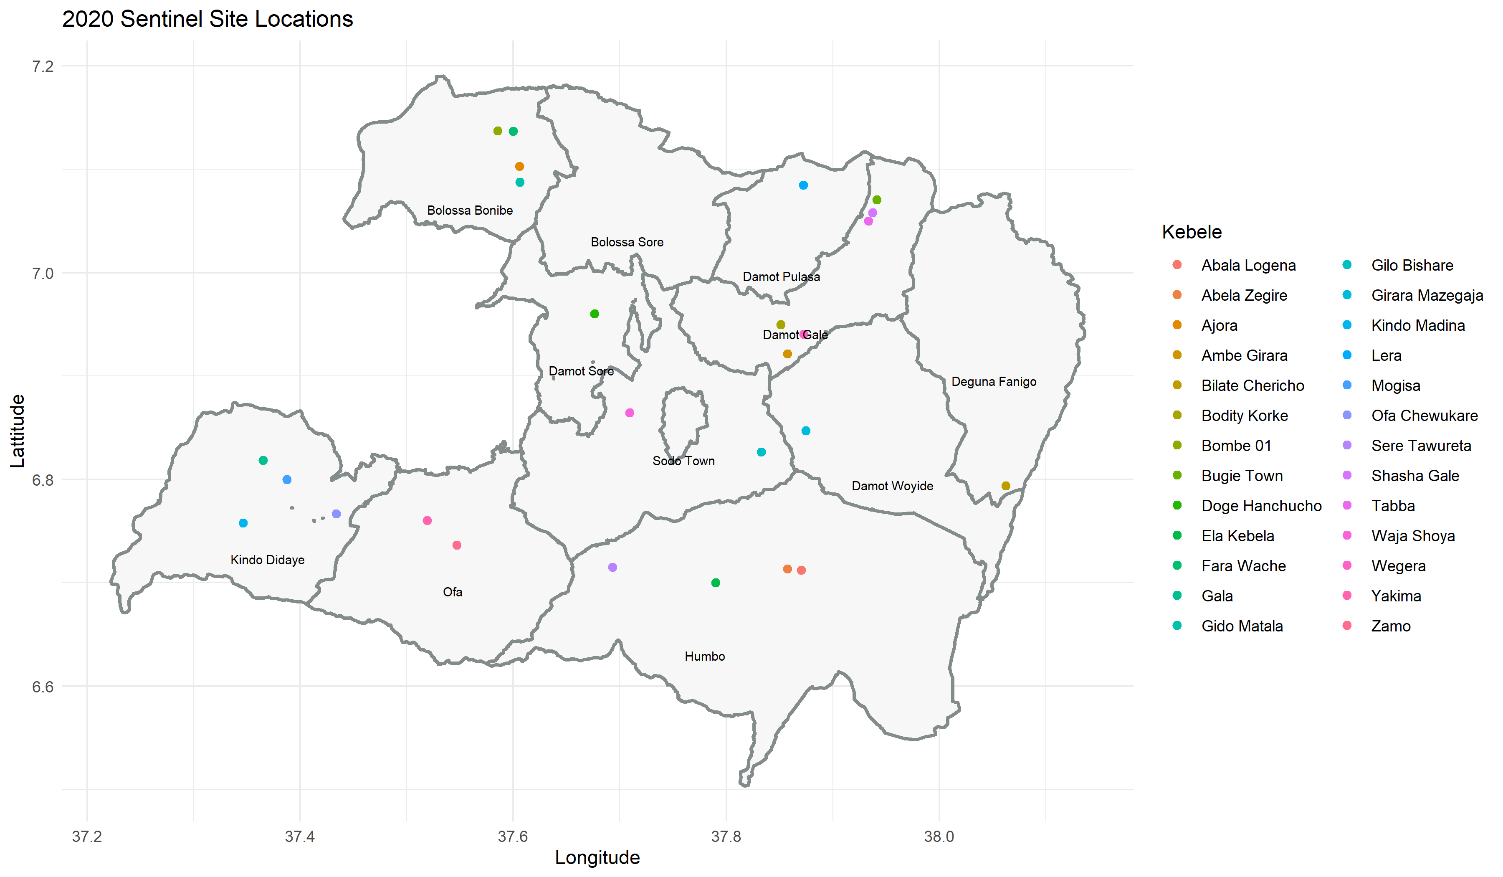 2020 Sentinel Site Locations
7.2
7.0
6.8
6.6
Lattitude
37.2
37.4
37.6
37.8
38.0
Longitude
Bolossa Bonibe
Bolossa Sore
Damot Pulasa
Damot Gale
Damot Sore
Deguna Fanigo
Sodo Town
Damot Woyide
Kindo Didaye
Ofa
Humbo
Kebele
Abala Logena
Abela Zegire
Ajora
Ambe Girara
Bilate Chericho
Bodity Korke
Bombe 01
Bugie Town
Doge Hanchucho
Ela Kebela
Fara Wache
Gala
Gido Matala
Gilo Bishare
Girara Mazegaja
Kindo Madina
Lera
Mogisa
Ofa Chewukare
Sere Tawureta
Shasha Gale
Tabba
Waja Shoya
Wegera
Yakima
Zamo